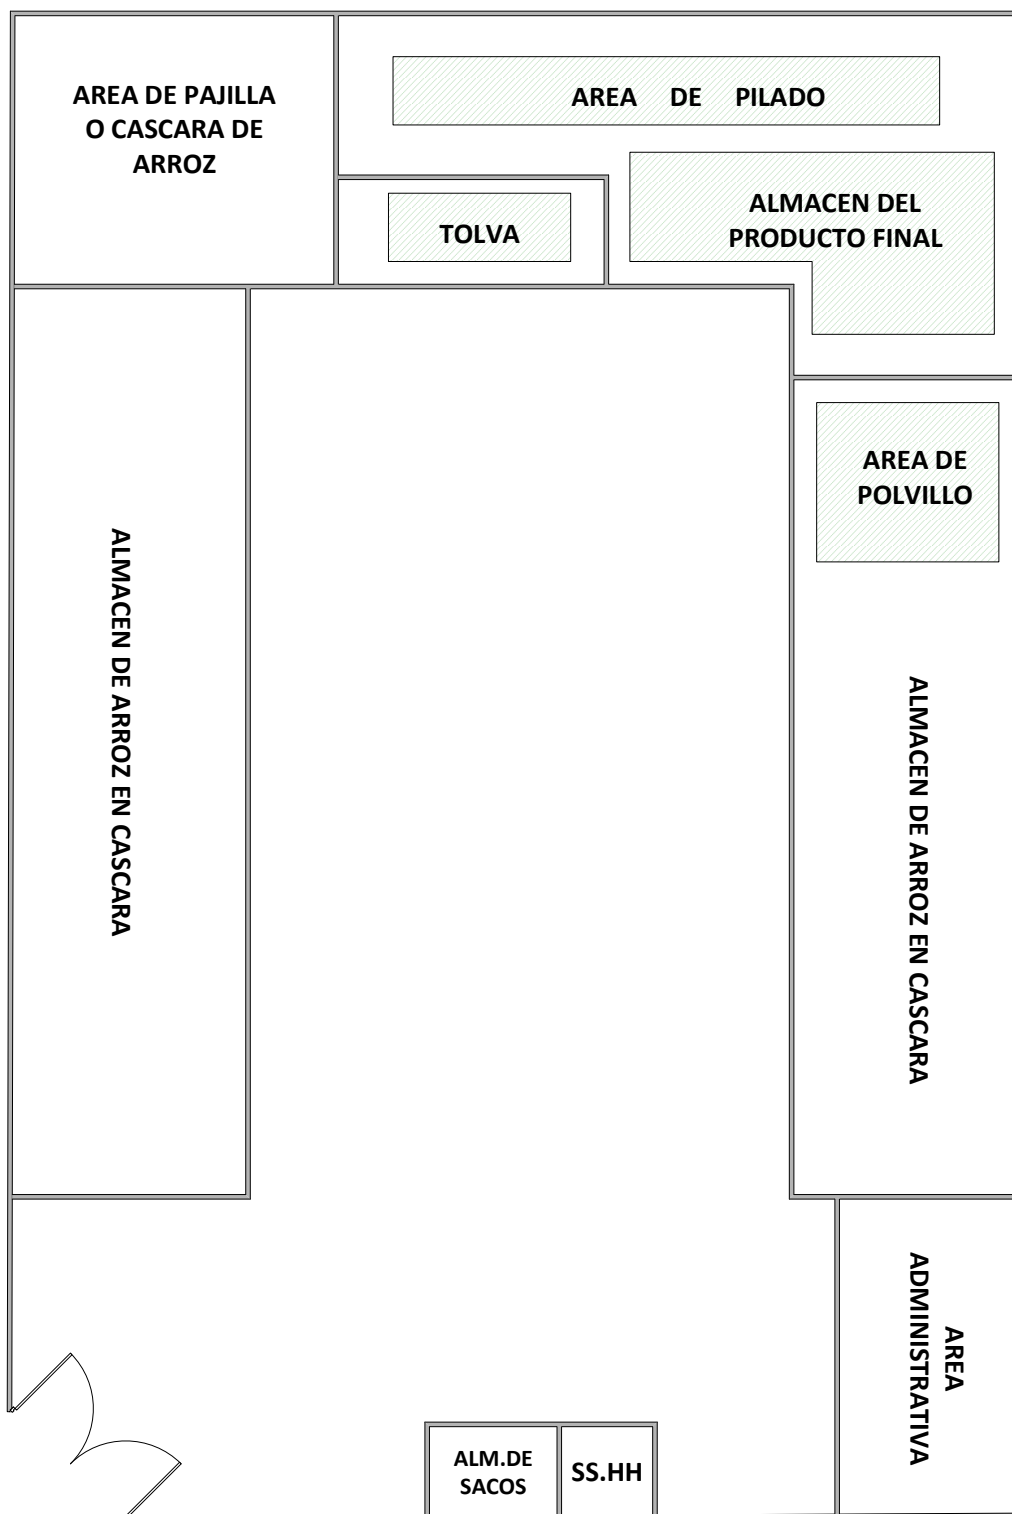 AREA DE PAJILLA
O CASCARA DE
ARROZ
AREA DE PILADO
TOLVA
ALMACEN DEL
PRODUCTO FINAL
AREA DE
POLVILLO
ALMACEN DE ARROZ EN CASCARA
ALMACEN DE ARROZ EN CASCARA
AREA
ADMINISTRATIVA
ALM.DE
SACOS
SS.HH